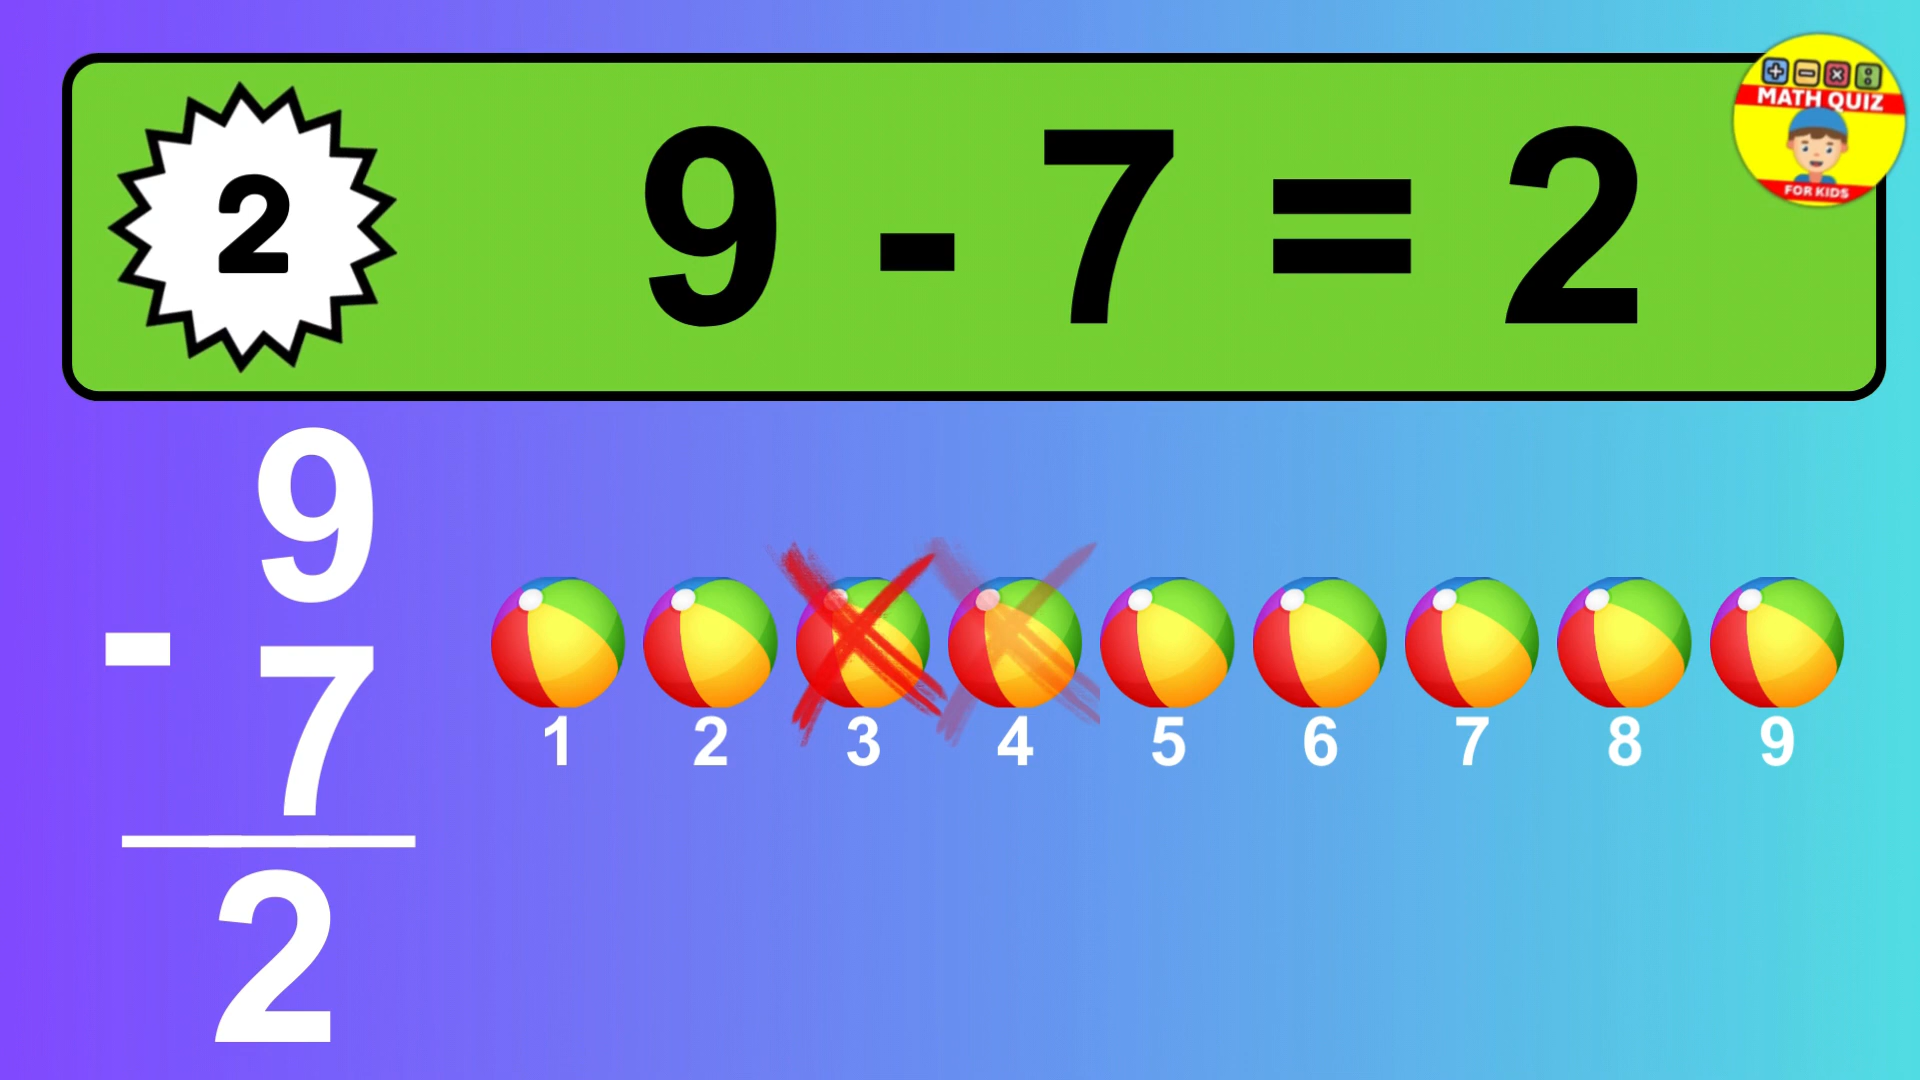 2
9 - 7 = 2
+ - × ÷
MATH QUIZ
FOR KIDS
9
- 7
2
1 2 3 4 5 6 7 8 9